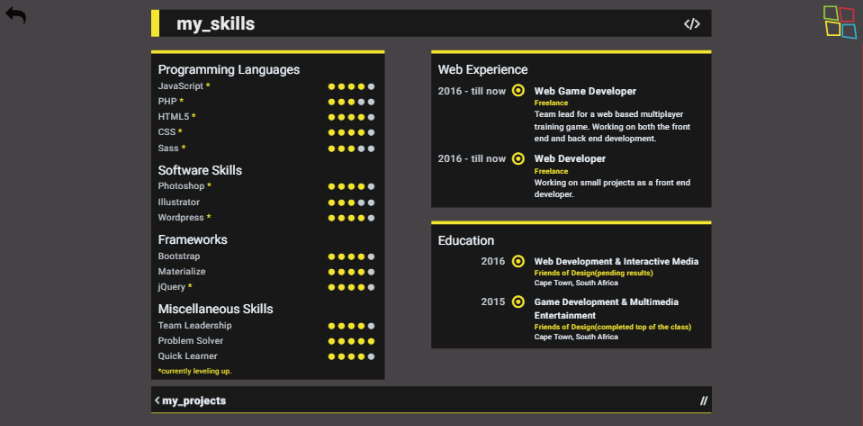 my_skills
</>
Programming Languages
JavaScript *
PHP *
HTML5 *
CSS *
Sass *
Software Skills
Photoshop *
Illustrator
Wordpress *
Frameworks
Bootstrap
Materialize
jQuery *
Miscellaneous Skills
Team Leadership
Problem Solver
Quick Learner
*currently leveling up.
Web Experience
2016 - till now
Web Game Developer
Freelance
Team lead for a web based multiplayer
training game. Working on both the front
end and back end development.
2016 - till now
Web Developer
Freelance
Working on small projects as a front end
developer.
Education
2016
Web Development & Interactive Media
Friends of Design(pending results)
Cape Town, South Africa
2015
Game Development & Multimedia
Entertainment
Friends of Design(completed top of the class)
Cape Town, South Africa
< my_projects
//